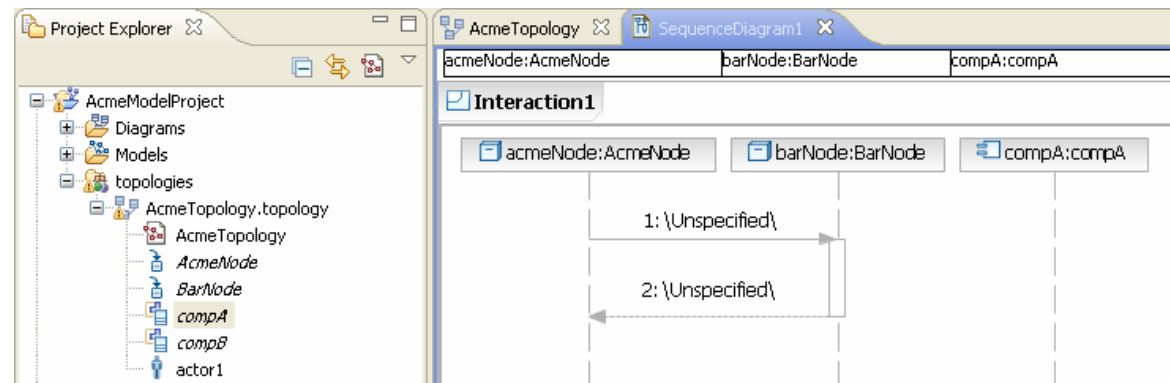 Project Explorer
AcmeModelProject
Diagrams
Models
topologies
AcmeTopology.topology
AcmeTopology
AcmeNode
BarNode
compA
compB
actor1
AcmeTopology
SequenceDiagram1
acmeNode:AcmeNode
barNode:BarNode
compA:compA
Interaction1
acmeNode:AcmeNode
barNode:BarNode
compA:compA
1: \Unspecified\
2: \Unspecified\